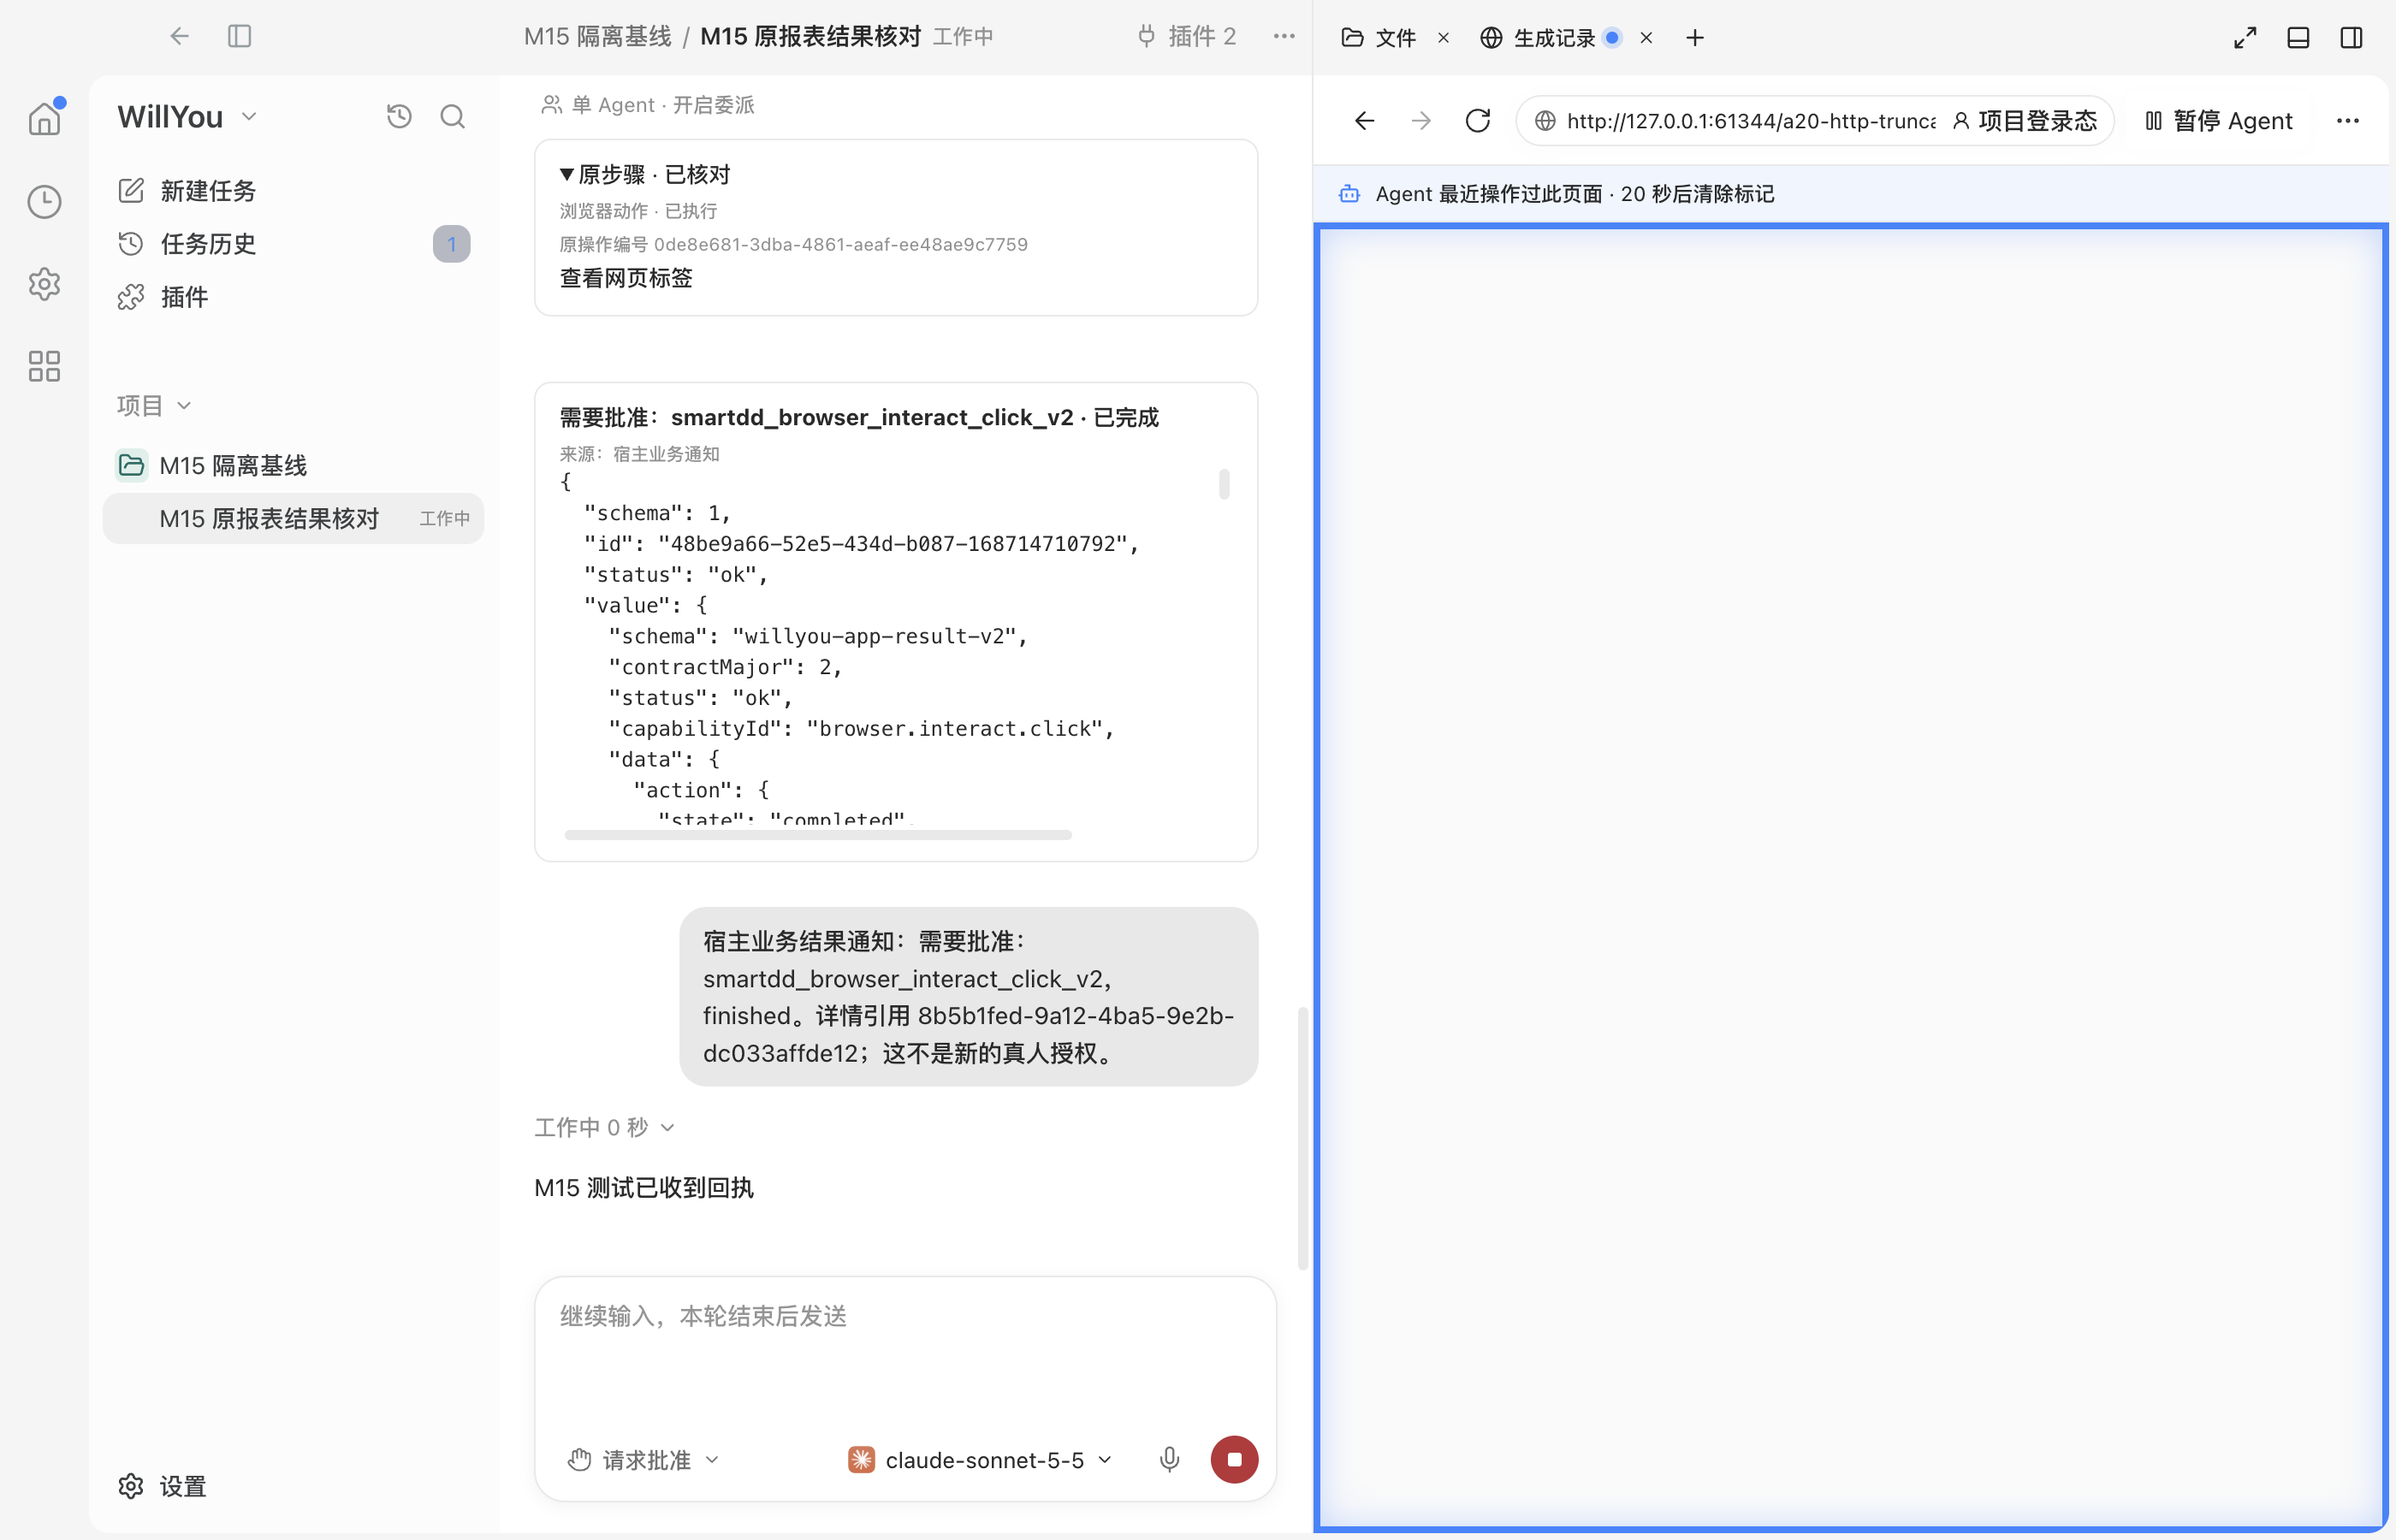 M15 隔离基线 / M15 原报表结果核对 工作中
插件 2
文件
生成记录
WillYou
新建任务
任务历史 1
插件
项目
M15 隔离基线
M15 原报表结果核对 工作中
设置
单 Agent · 开启委派
▼原步骤 · 已核对
浏览器动作 · 已执行
原操作编号 0de8e681-3dba-4861-aeaf-ee48ae9c7759
查看网页标签
需要批准：smartdd_browser_interact_click_v2 · 已完成
来源：宿主业务通知
{
"schema": 1,
"id": "48be9a66-52e5-434d-b087-168714710792",
"status": "ok",
"value": {
"schema": "willyou-app-result-v2",
"contractMajor": 2,
"status": "ok",
"capabilityId": "browser.interact.click",
"data": {
"action": {
"state": "completed",
宿主业务结果通知：需要批准：
smartdd_browser_interact_click_v2，
finished。详情引用 8b5b1fed-9a12-4ba5-9e2b-
dc033affde12；这不是新的真人授权。
工作中 0 秒
M15 测试已收到回执
继续输入，本轮结束后发送
请求批准
claude-sonnet-5-5
http://127.0.0.1:61344/a20-http-trunca
项目登录态
暂停 Agent
Agent 最近操作过此页面 · 20 秒后清除标记